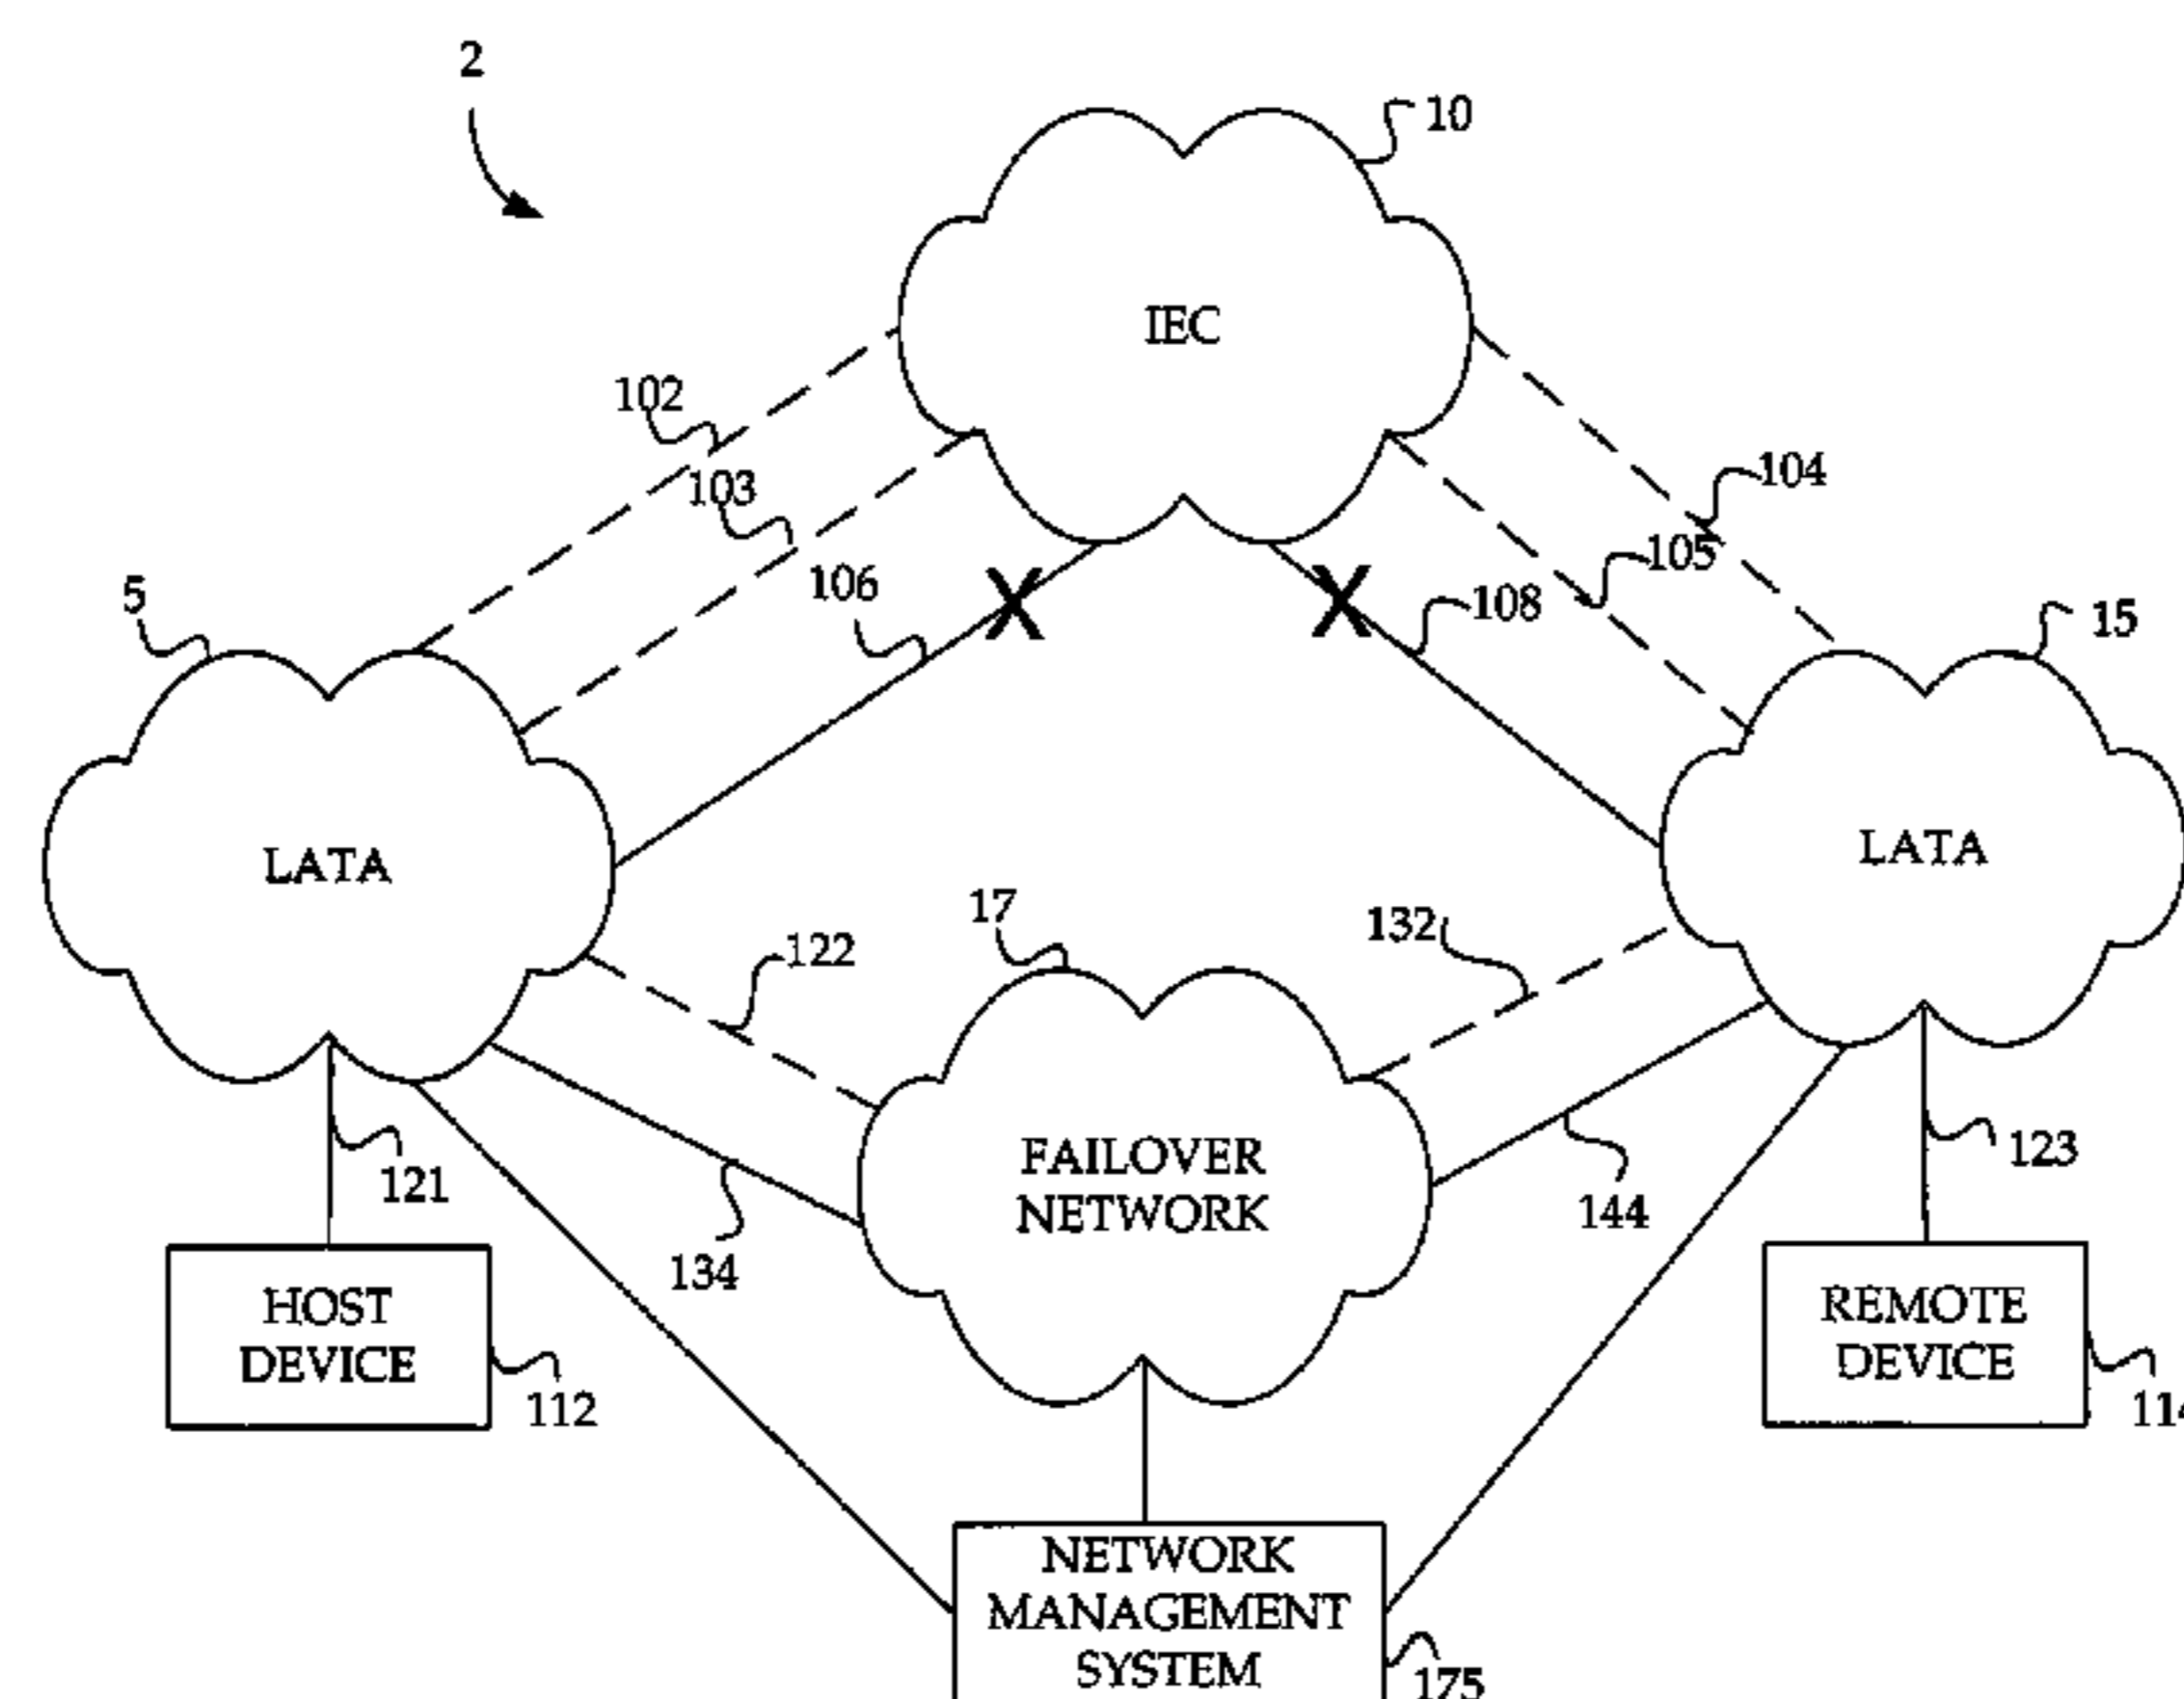 2
10
IEC
102
103
104
105
106
108
5
15
LATA
LATA
17
122
132
FAILOVER
NETWORK
121
123
134
144
HOST
DEVICE
112
REMOTE
DEVICE
NETWORK
MANAGEMENT
SYSTEM
175